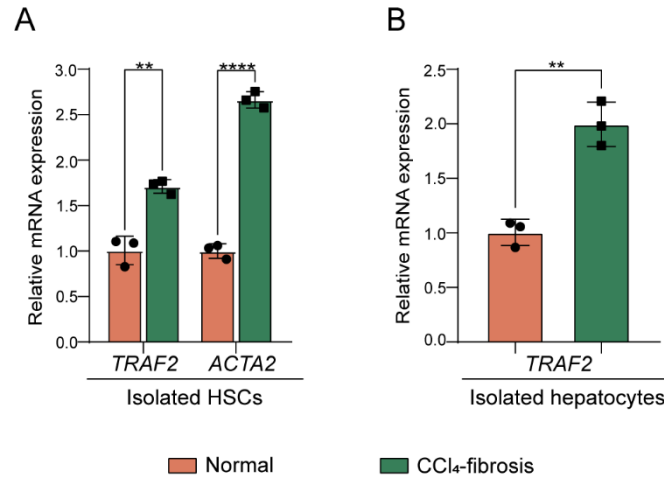 A
Relative mRNA expression
3.0
2.5
2.0
1.5
1.0
0.5
0.0
**
****
TRAF2 ACTA2
Isolated HSCs
B
Relative mRNA expression
2.5
2.0
1.5
1.0
0.5
0.0
**
TRAF2
Isolated hepatocytes
Normal CCl₄-fibrosis